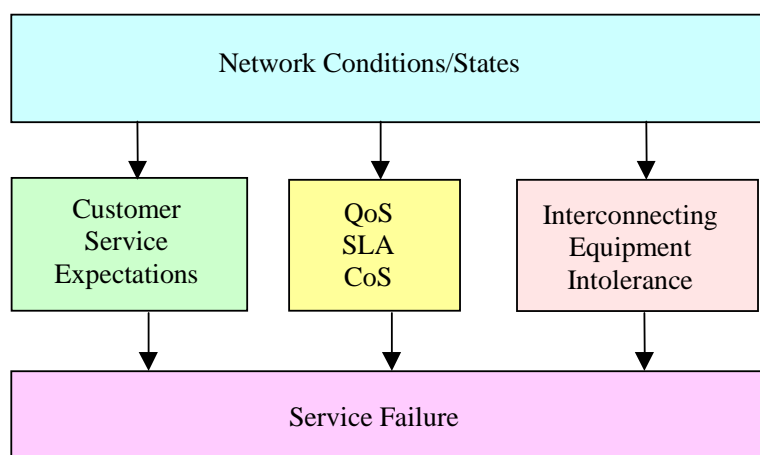 Network Conditions/States
Customer
Service
Expectations
QoS
SLA
CoS
Interconnecting
Equipment
Intolerance
Service Failure